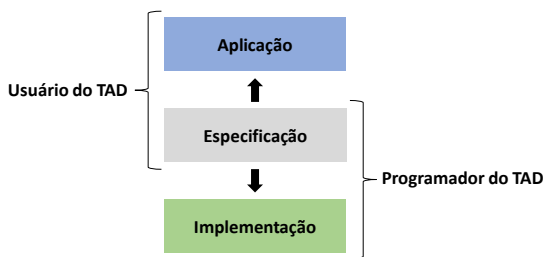 Aplicação
Usuário do TAD
Especificação
Programador do TAD
Implementação